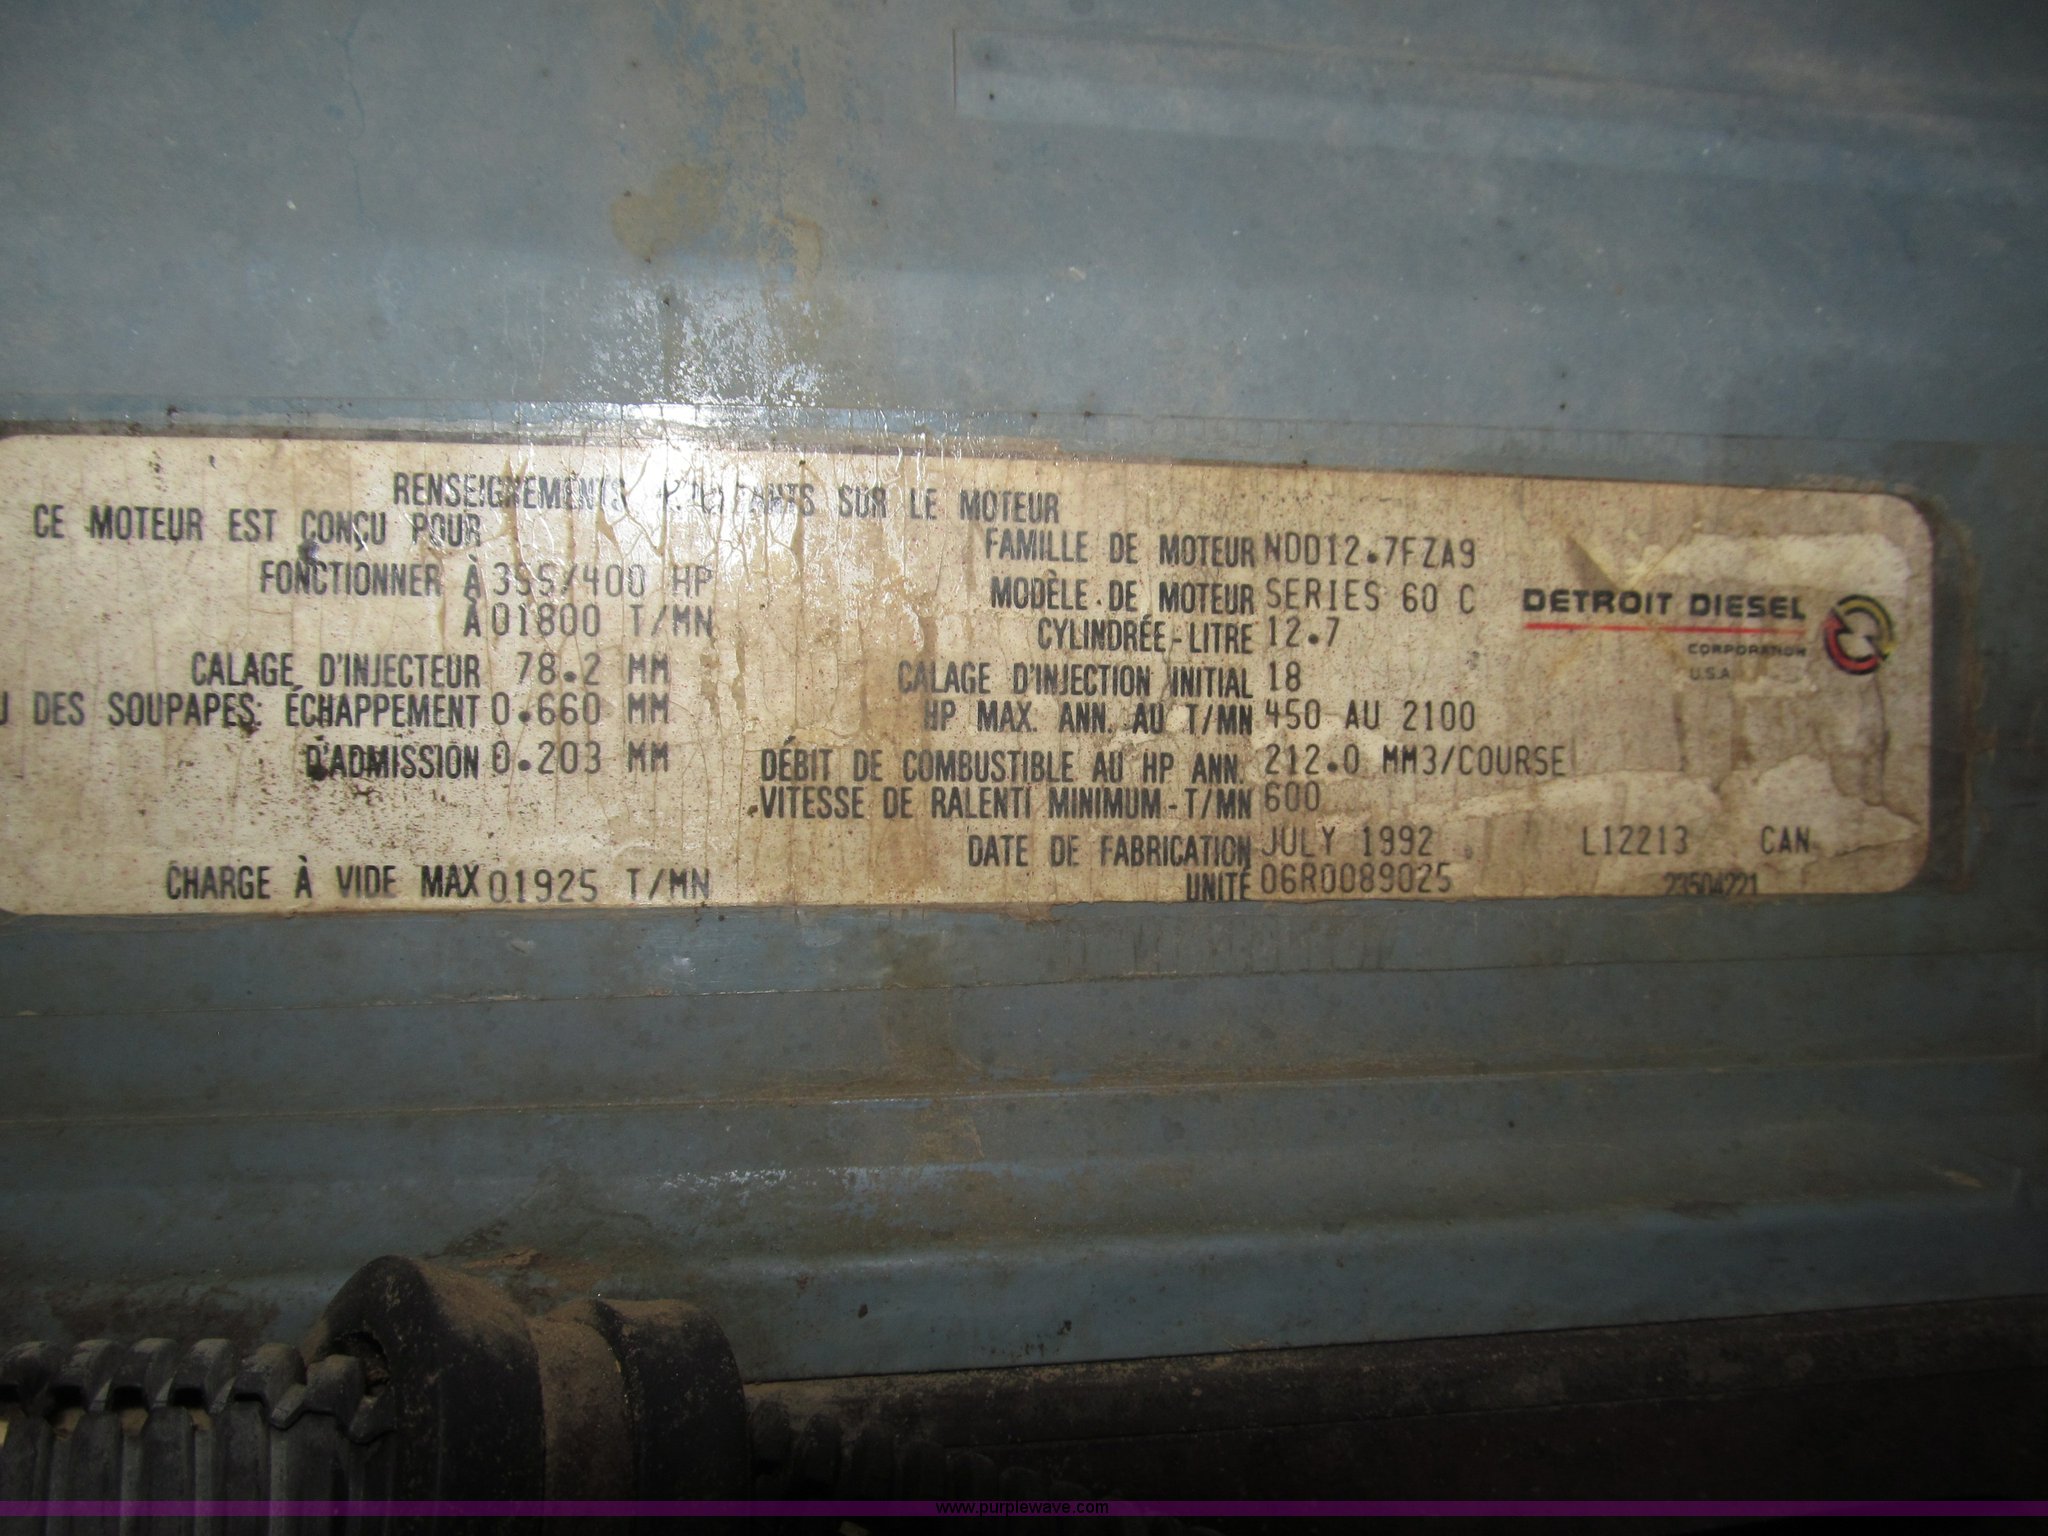 RENSEIGNEMENTS SUR LE MOTEUR
CE MOTEUR EST CONÇU POUR
FONCTIONNER À 355/400 HP
À 01800 T/MN
CALAGE D'INJECTEUR 78.2 MM
DES SOUPAPES: ÉCHAPPEMENT 0.660 MM
D'ADMISSION 0.203 MM
CHARGE À VIDE MAX 01925 T/MN
FAMILLE DE MOTEUR NDD12.7FZA9
MODÈLE DE MOTEUR SERIES 60 C
CYLINDRÉE-LITRE 12.7
CALAGE D'INJECTION INITIAL 18
HP MAX. ANN. AU T/MN 450 AU 2100
DÉBIT DE COMBUSTIBLE AU HP ANN. 212.0 MM3/COURSE
VITESSE DE RALENTI MINIMUM-T/MN 600
DATE DE FABRICATION JULY 1992 L12213 CAN
UNITÉ 06R0089025 23504221
DETROIT DIESEL
CORPORATION
U.S.A
www.purplewave.com